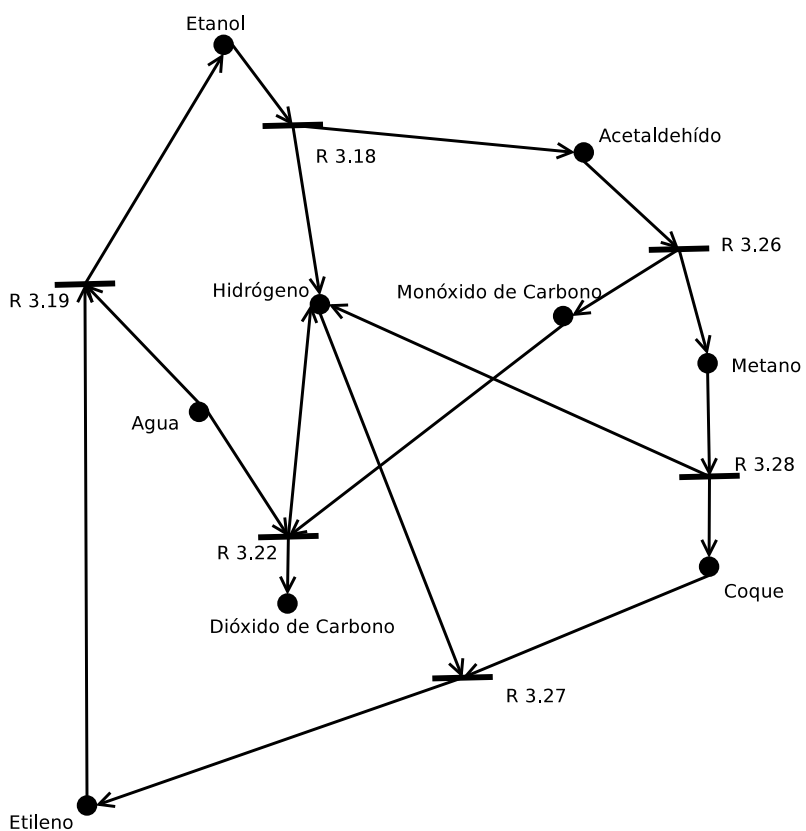 Etanol
Acetaldehído
R 3.18
R 3.26
Hidrógeno
Monóxido de Carbono
R 3.19
Metano
Agua
R 3.28
R 3.22
Coque
Dióxido de Carbono
R 3.27
Etileno